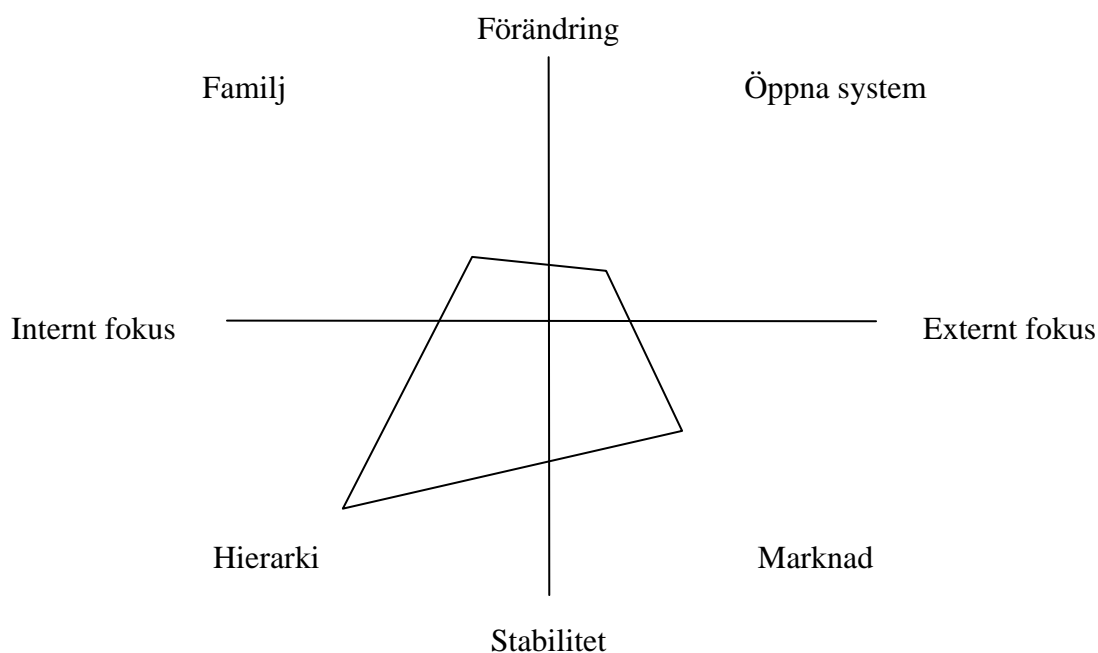 Förändring
Familj
Öppna system
Internt fokus
Externt fokus
Hierarki
Marknad
Stabilitet